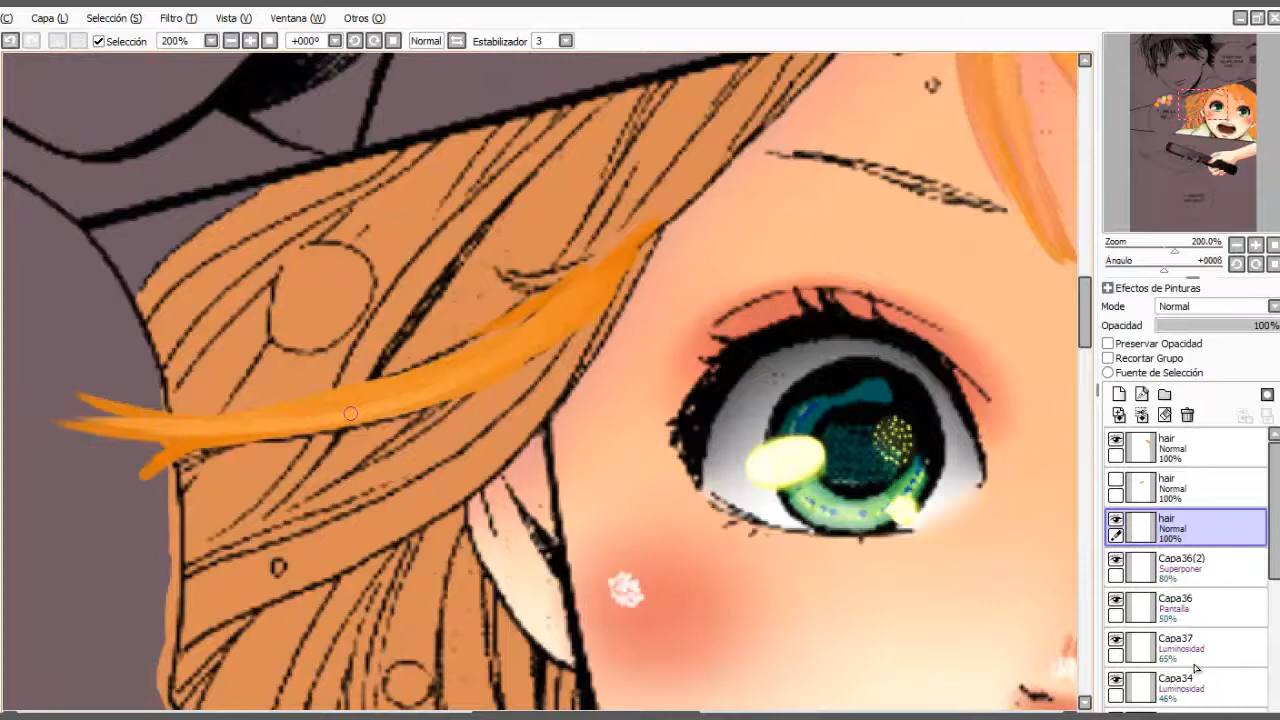 (C) Capa (L) Selección (S) Filtro (T) Vista (V) Ventana (W) Otros (O)
Selección 200% +000º Normal Estabilizador 3
Zoom 200.0%
Ángulo +000ß
Efectos de Pinturas
Mode Normal
Opacidad 100%
Preservar Opacidad
Recortar Grupo
Fuente de Selección
hair
Normal
100%
hair
Normal
100%
hair
Normal
100%
Capa36(2)
Superponer
80%
Capa36
Pantalla
50%
Capa37
Luminosidad
65%
Capa34
Luminosidad
46%